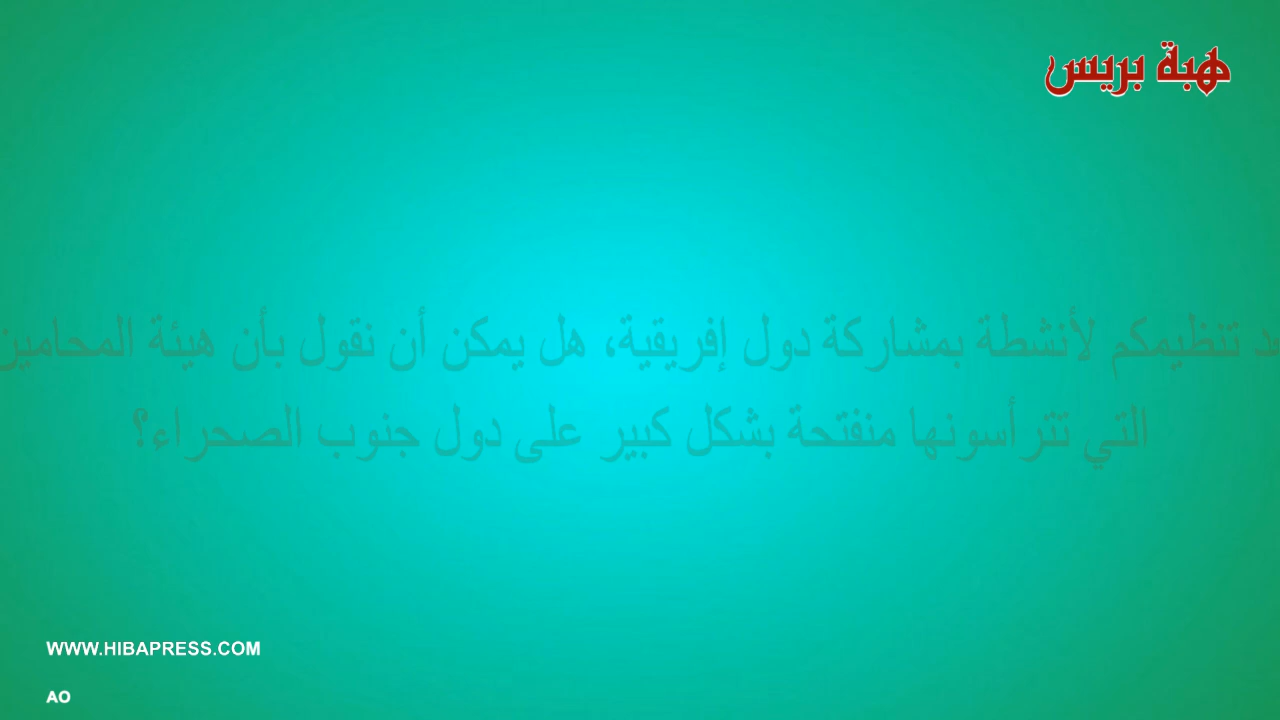 هبة بريس
تنظيمكم لأنشطة بمشاركة دول إفريقية، هل يمكن أن نقول بأن هيئة المحامين
التي تترأسونها منفتحة بشكل كبير على دول جنوب الصحراء؟
WWW.HIBAPRESS.COM
AO